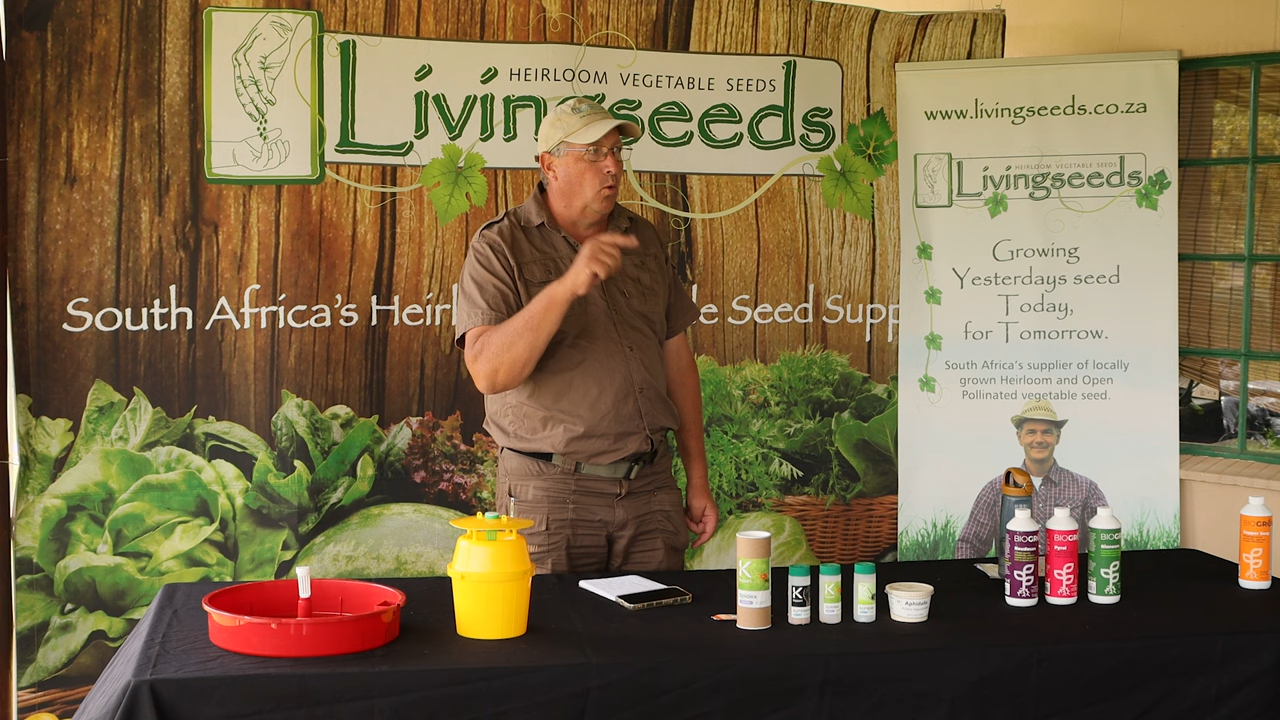 HEIRLOOM VEGETABLE SEEDS
Livingseeds
South Africa's Heirl le Seed Supp
www.livingseeds.co.za
HEIRLOOM VEGETABLE SEEDS
Livingseeds
Growing
Yesterdays seed
Today,
for Tomorrow.
South Africa's supplier of locally
grown Heirloom and Open
Pollinated vegetable seed.
K
K
K
Aphidate
BIOGRO
BIOGRO
Pyrol
BIOGRO
BIOGRO